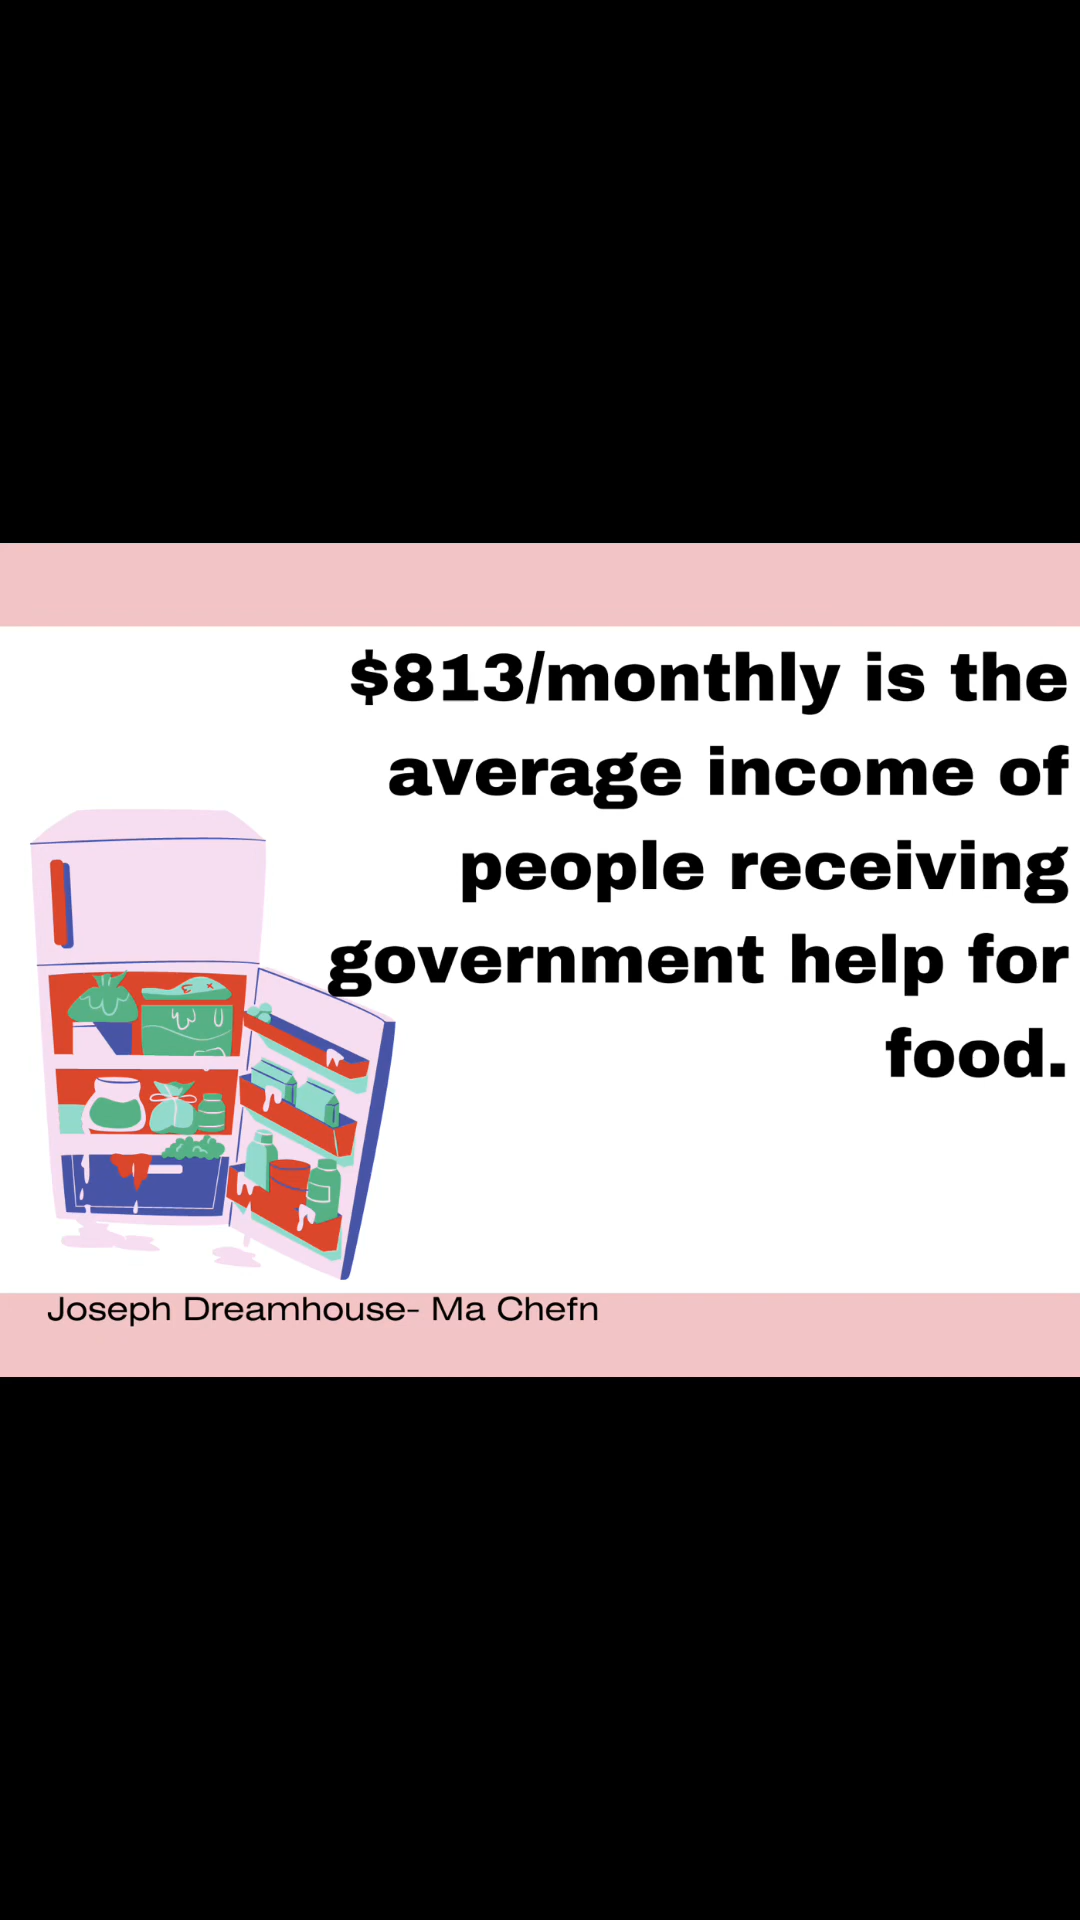 $813/monthly is the
average income of
people receiving
government help for
food.
Joseph Dreamhouse- Ma Chefn